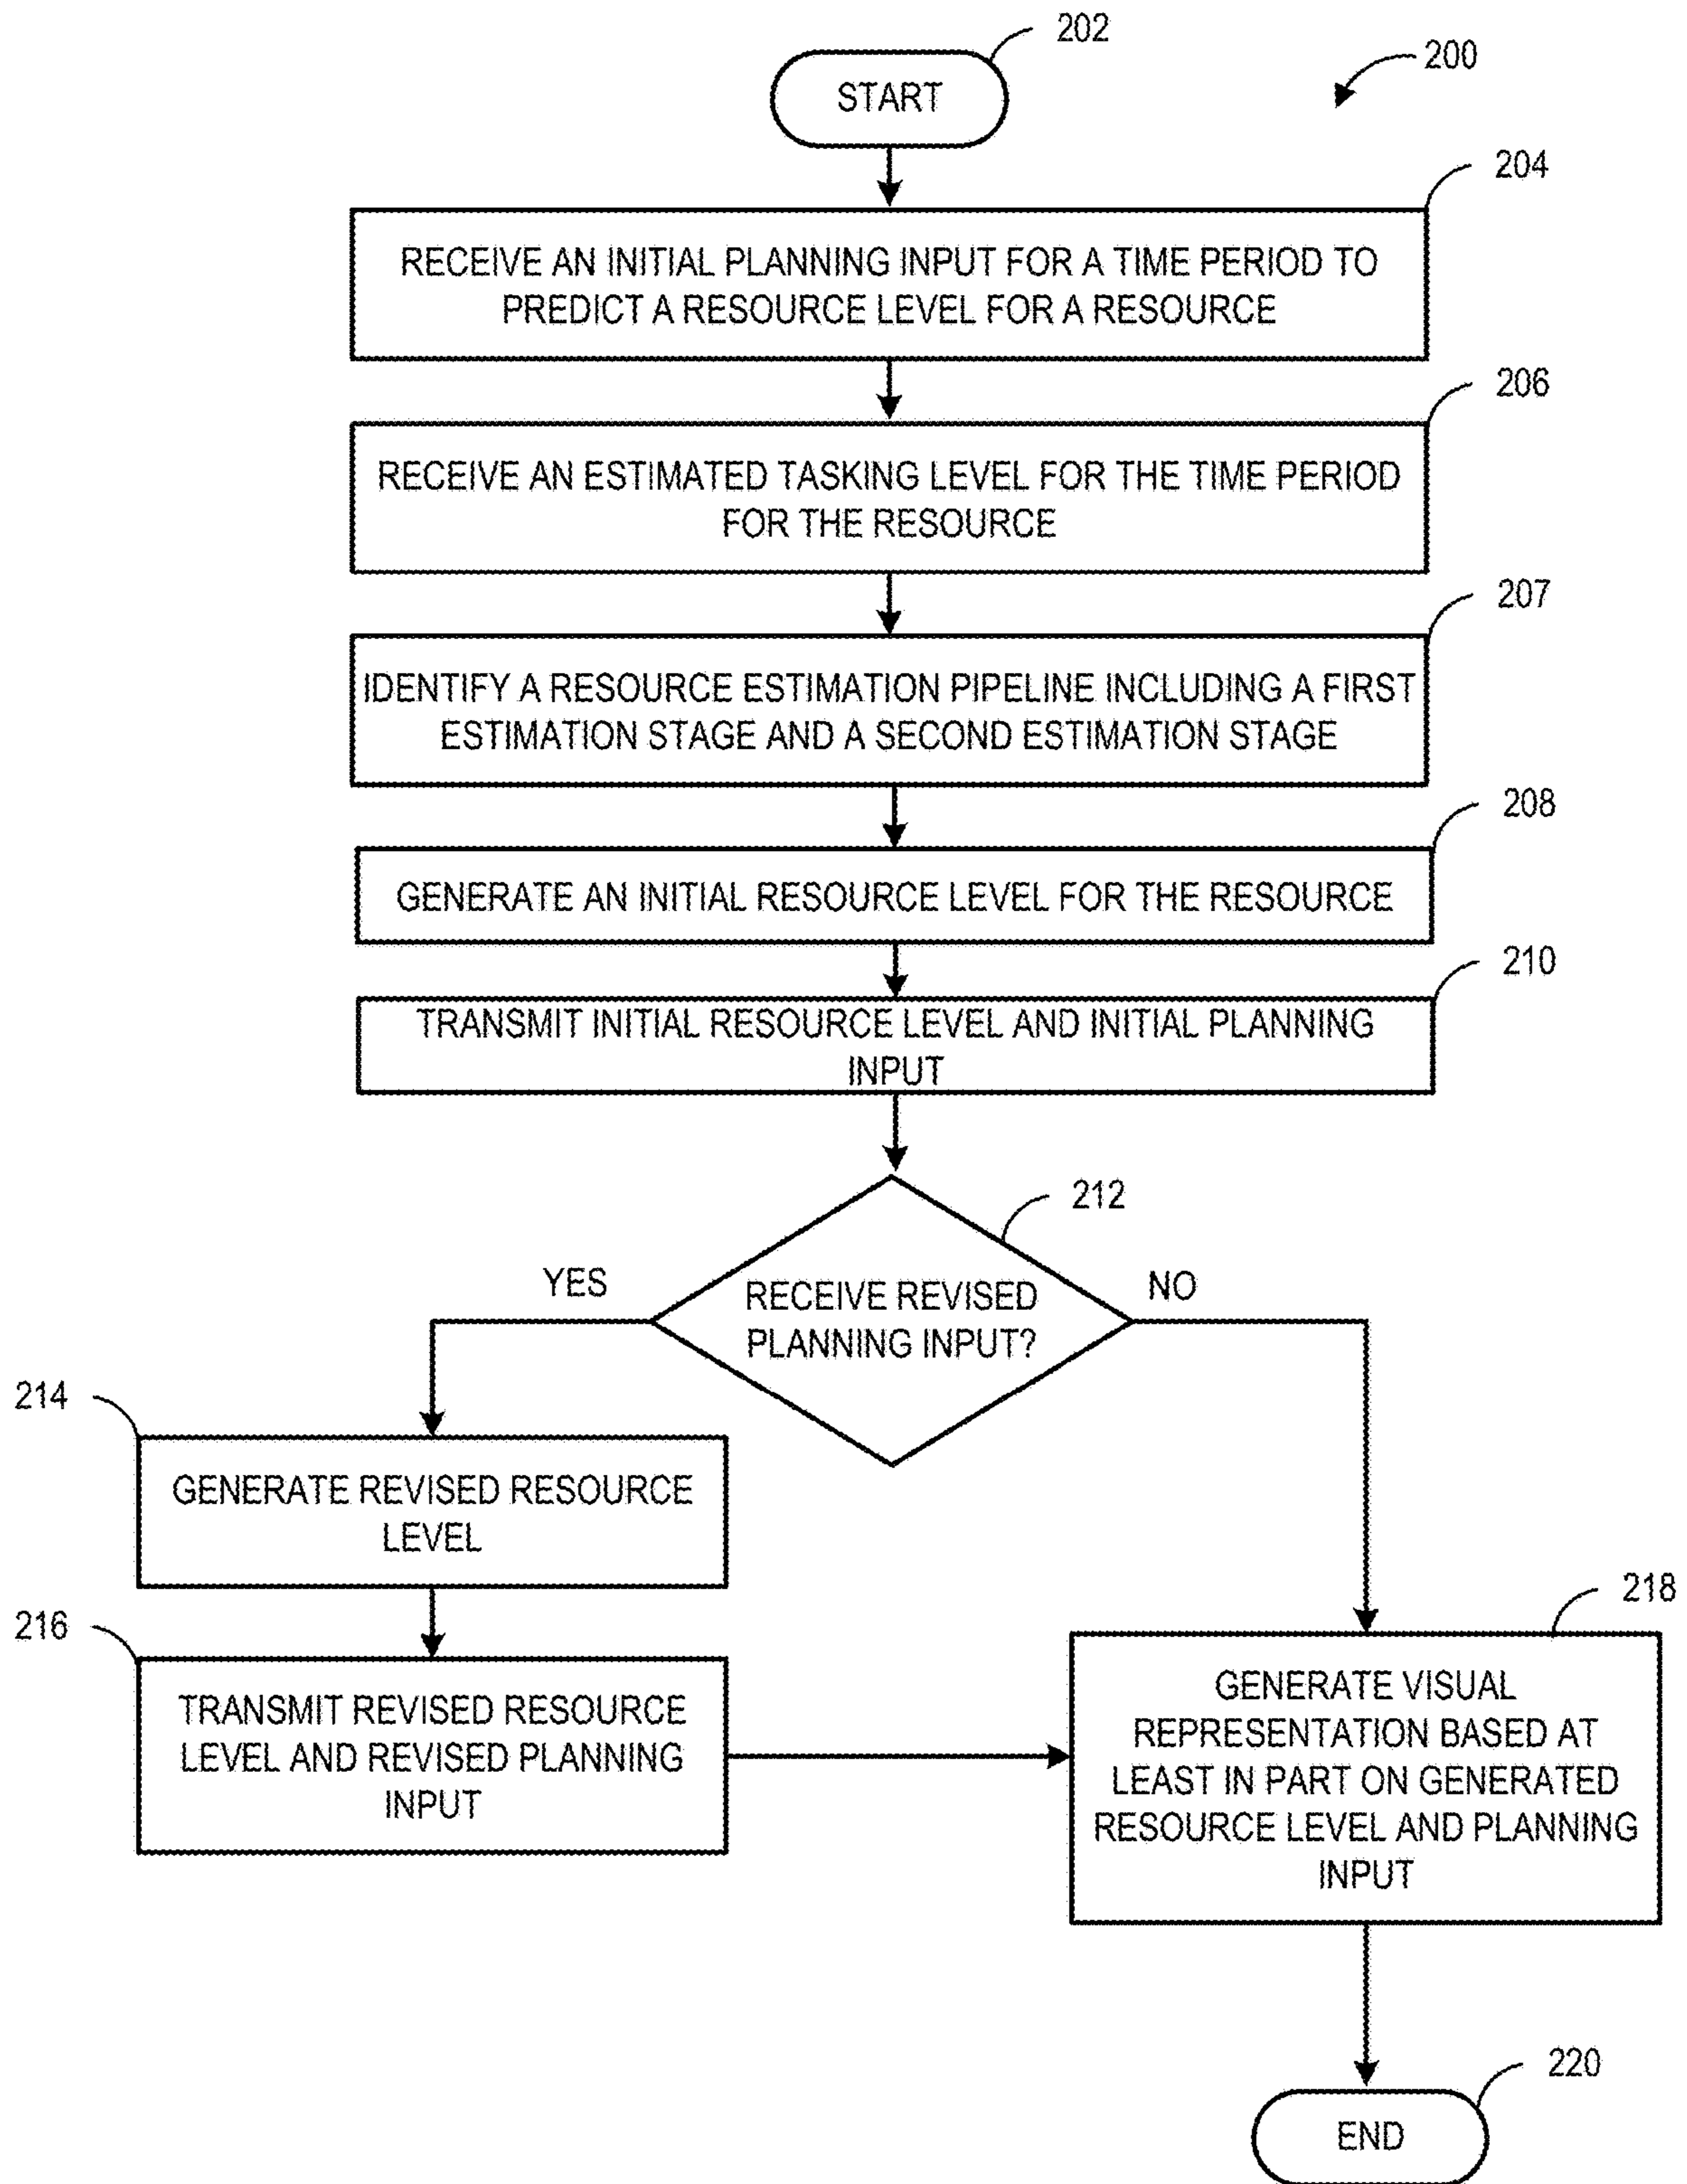 202
200
START
204
RECEIVE AN INITIAL PLANNING INPUT FOR A TIME PERIOD TO
PREDICT A RESOURCE LEVEL FOR A RESOURCE
206
RECEIVE AN ESTIMATED TASKING LEVEL FOR THE TIME PERIOD
FOR THE RESOURCE
207
IDENTIFY A RESOURCE ESTIMATION PIPELINE INCLUDING A FIRST
ESTIMATION STAGE AND A SECOND ESTIMATION STAGE
208
GENERATE AN INITIAL RESOURCE LEVEL FOR THE RESOURCE
210
TRANSMIT INITIAL RESOURCE LEVEL AND INITIAL PLANNING
INPUT
212
YES
NO
RECEIVE REVISED
PLANNING INPUT?
214
GENERATE REVISED RESOURCE
LEVEL
216
TRANSMIT REVISED RESOURCE
LEVEL AND REVISED PLANNING
INPUT
218
GENERATE VISUAL
REPRESENTATION BASED AT
LEAST IN PART ON GENERATED
RESOURCE LEVEL AND PLANNING
INPUT
220
END